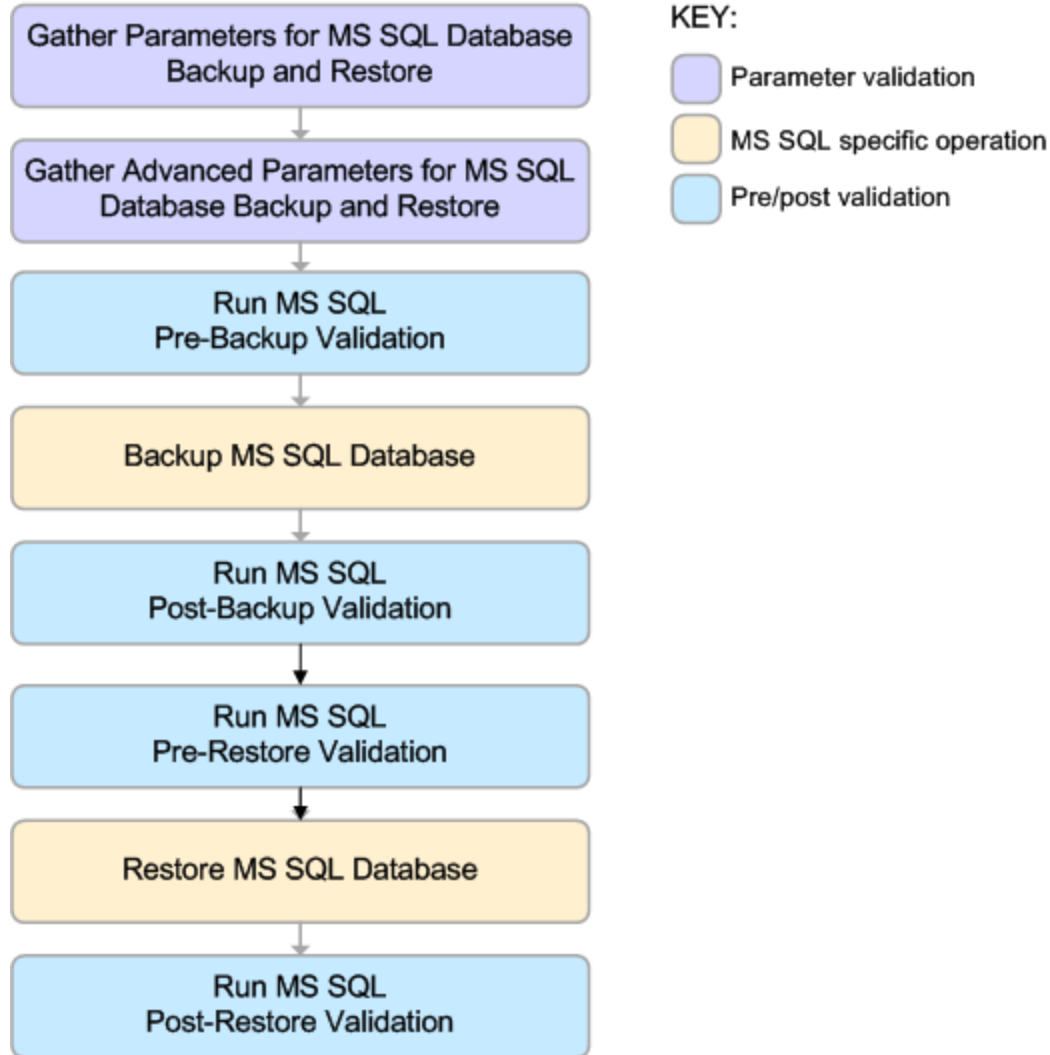 Gather Parameters for MS SQL Database
Backup and Restore
Gather Advanced Parameters for MS SQL
Database Backup and Restore
Run MS SQL
Pre-Backup Validation
Backup MS SQL Database
Run MS SQL
Post-Backup Validation
Run MS SQL
Pre-Restore Validation
Restore MS SQL Database
Run MS SQL
Post-Restore Validation
KEY:
Parameter validation
MS SQL specific operation
Pre/post validation